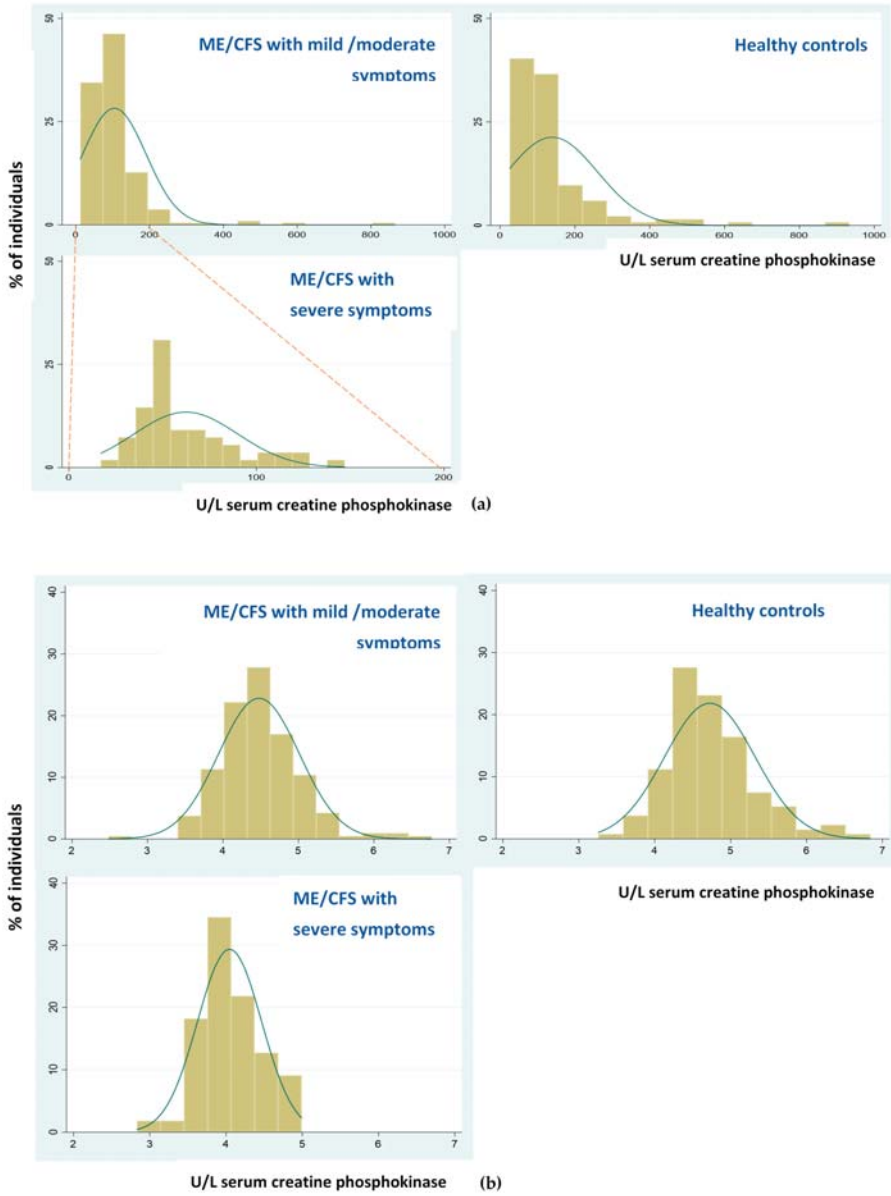 % of individuals
50
25
0
ME/CFS with mild /moderate
symptoms
0 200 400 600 800 1000
50
25
0
Healthy controls
0 200 400 600 800 1000
U/L serum creatine phosphokinase
50
25
0
ME/CFS with
severe symptoms
0 100 200
U/L serum creatine phosphokinase (a)
% of individuals
40
30
20
10
0
ME/CFS with mild /moderate
symptoms
2 3 4 5 6 7
40
30
20
10
0
Healthy controls
2 3 4 5 6 7
U/L serum creatine phosphokinase
40
30
20
10
0
ME/CFS with
severe symptoms
2 3 4 5 6 7
U/L serum creatine phosphokinase (b)